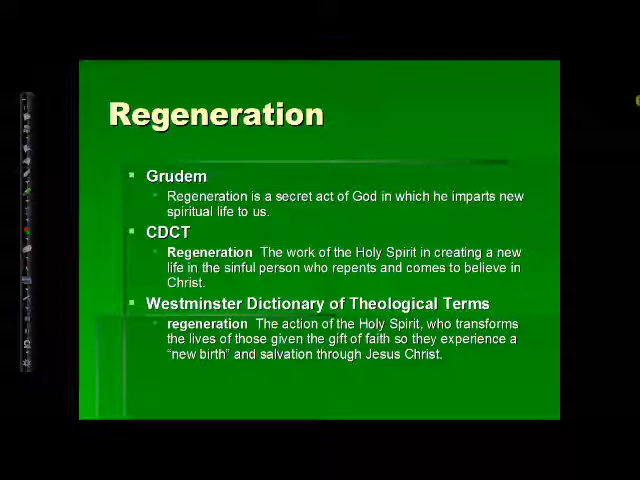 Regeneration
Grudem
Regeneration is a secret act of God in which he imparts new
spiritual life to us.
CDCT
Regeneration The work of the Holy Spirit in creating a new
life in the sinful person who repents and comes to believe in
Christ.
Westminster Dictionary of Theological Terms
regeneration The action of the Holy Spirit, who transforms
the lives of those given the gift of faith so they experience a
“new birth” and salvation through Jesus Christ.